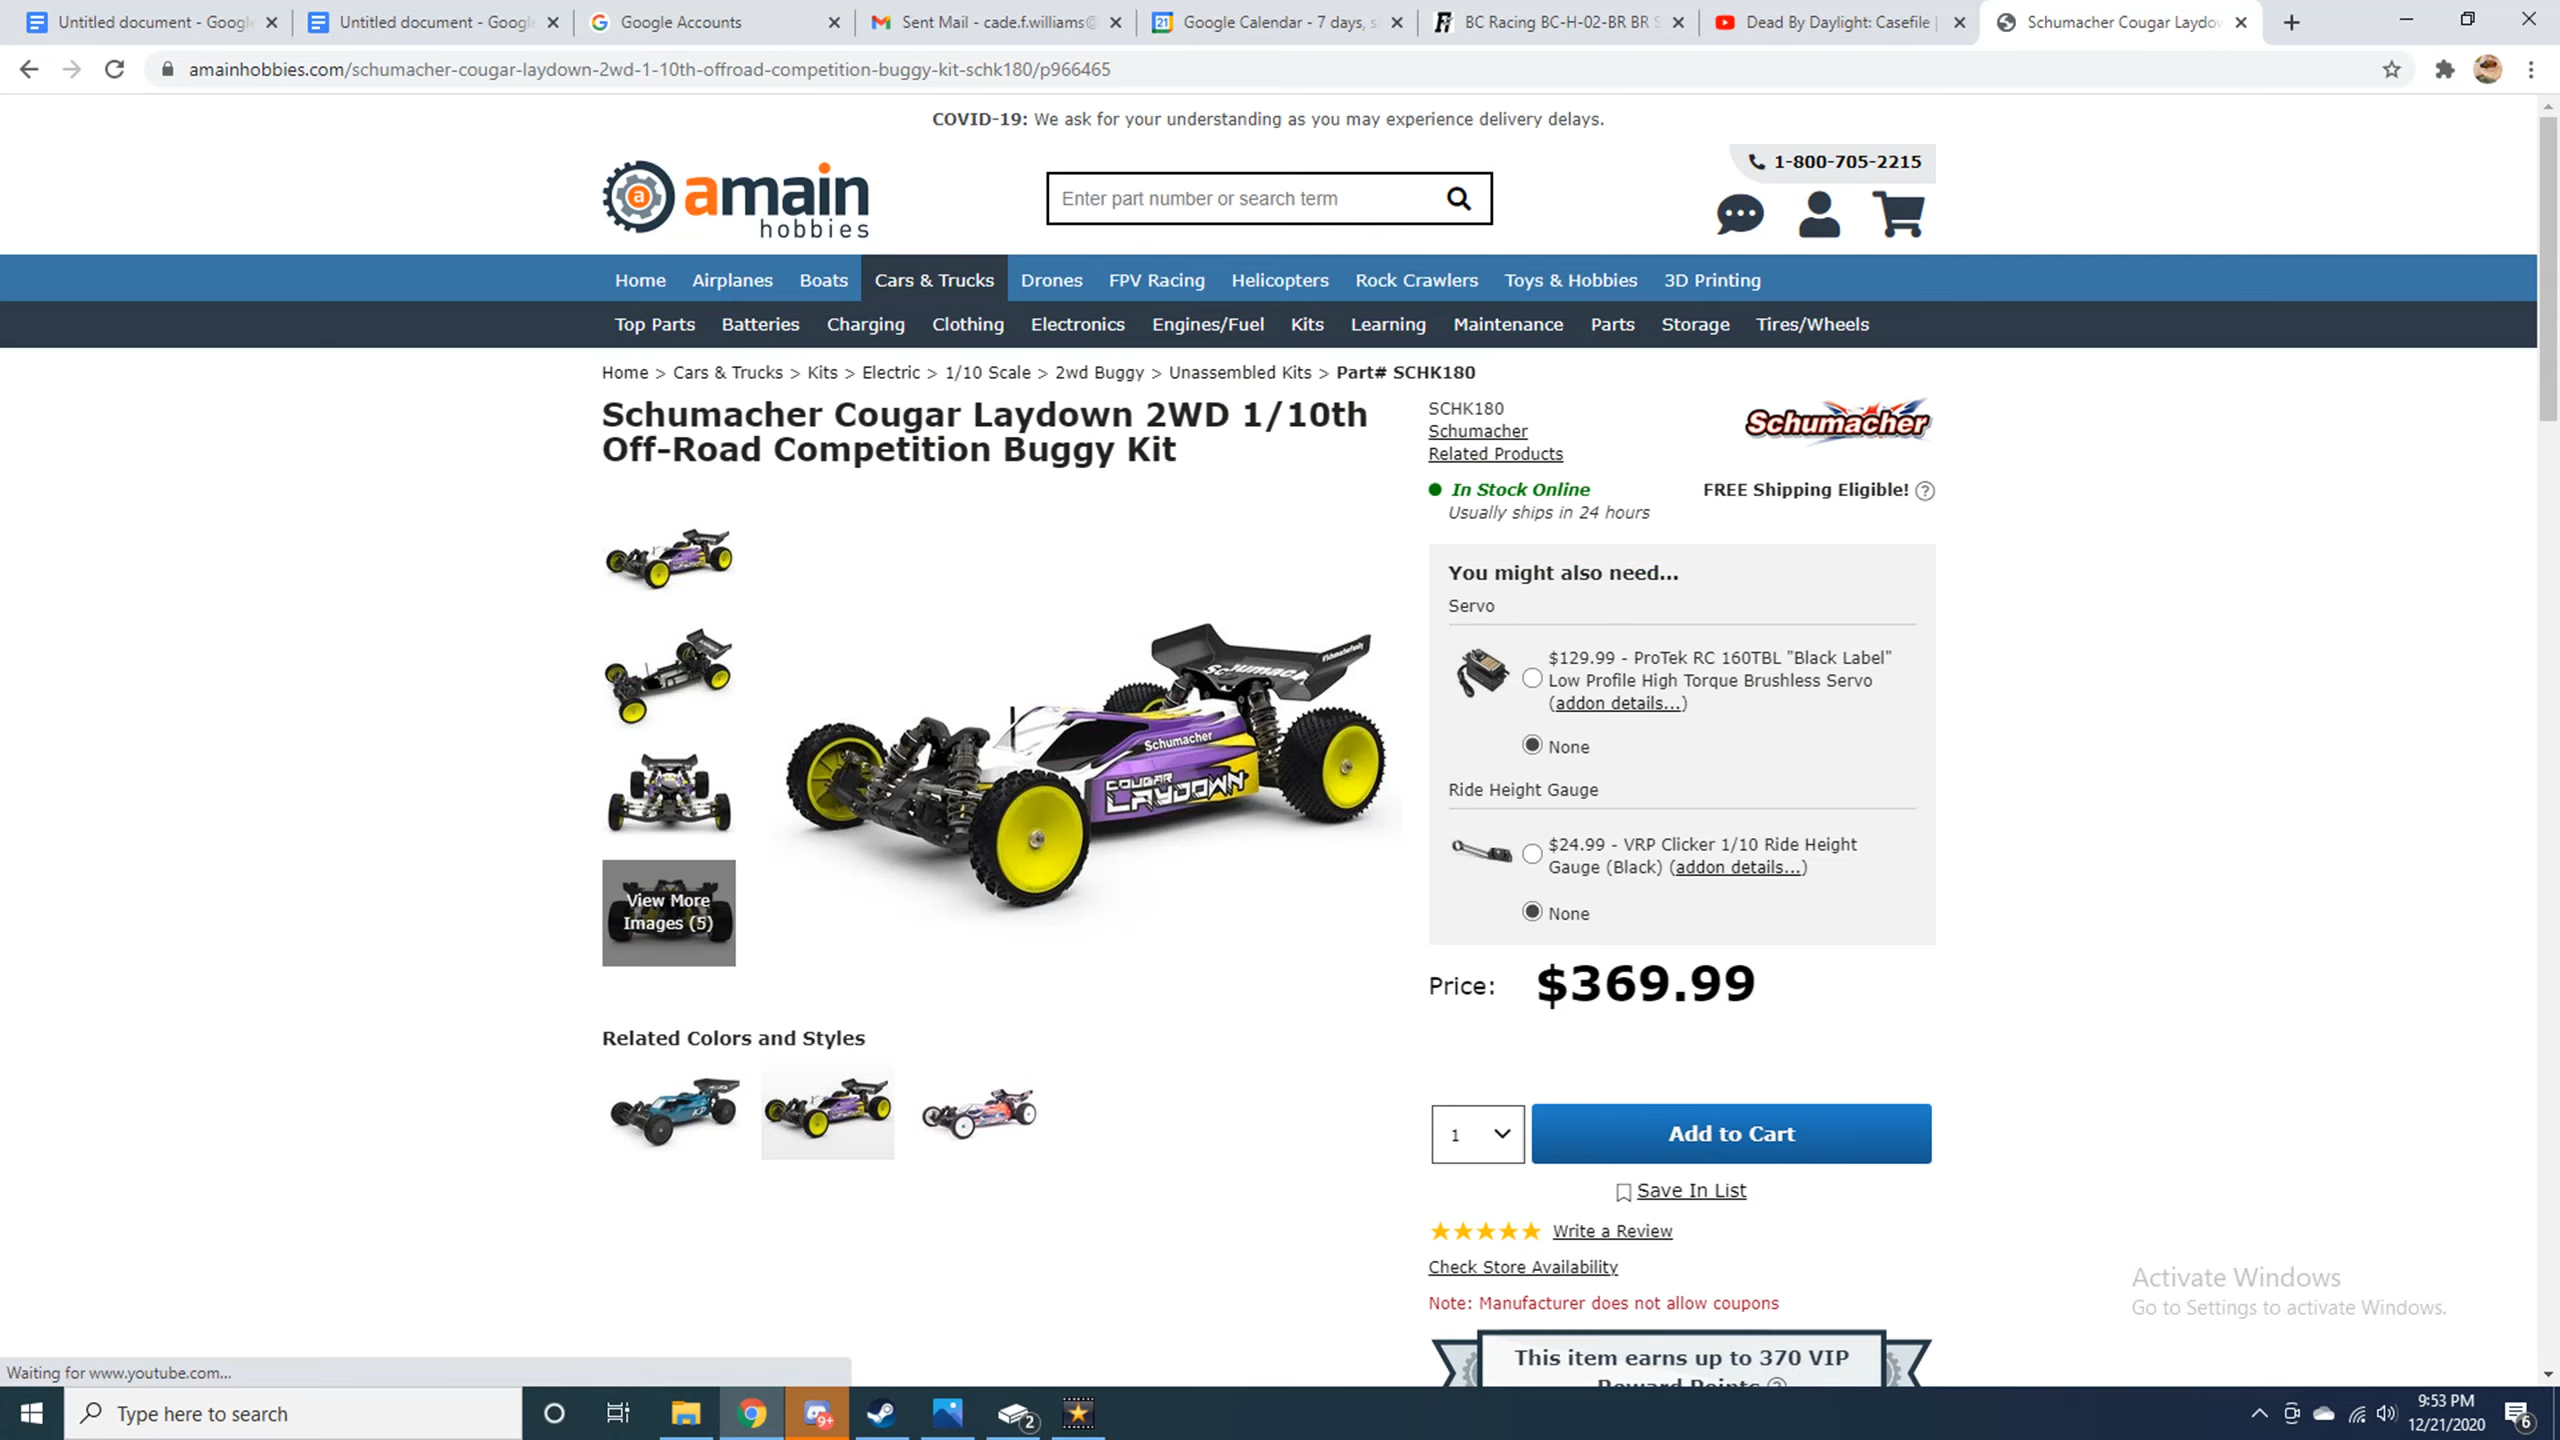 Untitled document - Googl
Untitled document - Googl
Google Accounts
Sent Mail - cade.f.williams@
Google Calendar - 7 days, s
BC Racing BC-H-02-BR BR S
Dead By Daylight: Casefile |
Schumacher Cougar Laydow
amainhobbies.com/schumacher-cougar-laydown-2wd-1-10th-offroad-competition-buggy-kit-schk180/p966465
COVID-19: We ask for your understanding as you may experience delivery delays.
1-800-705-2215
a
amain
hobbies
Enter part number or search term
Home Airplanes Boats Cars & Trucks Drones FPV Racing Helicopters Rock Crawlers Toys & Hobbies 3D Printing
Top Parts Batteries Charging Clothing Electronics Engines/Fuel Kits Learning Maintenance Parts Storage Tires/Wheels
Home > Cars & Trucks > Kits > Electric > 1/10 Scale > 2wd Buggy > Unassembled Kits > Part# SCHK180
Schumacher Cougar Laydown 2WD 1/10th
Off-Road Competition Buggy Kit
SCHK180
Schumacher
Related Products
Schumacher
In Stock Online
Usually ships in 24 hours
FREE Shipping Eligible! ?
You might also need...
Servo
$129.99 - ProTek RC 160TBL "Black Label"
Low Profile High Torque Brushless Servo
(addon details...)
None
Ride Height Gauge
$24.99 - VRP Clicker 1/10 Ride Height
Gauge (Black) (addon details...)
None
Schumacher
COUGAR
LAYDOWN
View More
Images (5)
Price: $369.99
Related Colors and Styles
1
Add to Cart
Save In List
Write a Review
Check Store Availability
Note: Manufacturer does not allow coupons
This item earns up to 370 VIP
Reward Points ?
Activate Windows
Go to Settings to activate Windows.
Waiting for www.youtube.com...
Type here to search
9+
2
9:53 PM
12/21/2020
6